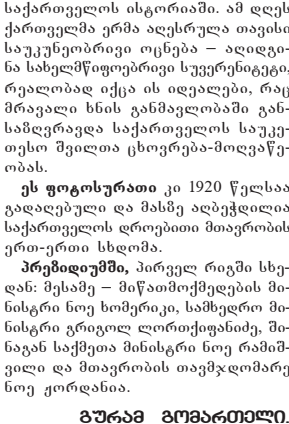 საქართველოს ისტორიაში. ამ დღეს
ქართველმა ერმა აღესრულა თავისი
საუკუნეობრივი ოცნება – აღიდგი-
ნა სახელმწიფოებრივი სუვერენიტეტი,
რეალობად იქცა ის იდეალები, რაც
მრავალი ხნის განმავლობაში გან-
საზღვრავდა საქართველოს საუკე-
თესო შვილთა ცხოვრება-მოღვაწე-
ობას.
ეს ფოტოსურათი კი 1920 წელსაა
გადაღებული და მასზე აღბეჭდილია
საქართველოს დროებითი მთავრობის
ერთ-ერთი სხდომა.
პრეზიდიუმში, პირველ რიგში სხე-
დან: მესამე – მიწათმოქმედების მი-
ნისტრი ნოე ხომერიკი, სამხედრო მი-
ნისტრი გრიგოლ ლორთქიფანიძე, ში-
ნაგან საქმეთა მინისტრი ნოე რამიშ-
ვილი და მთავრობის თავმჯდომარე
ნოე ჟორდანია.
გურამ გომართელი.